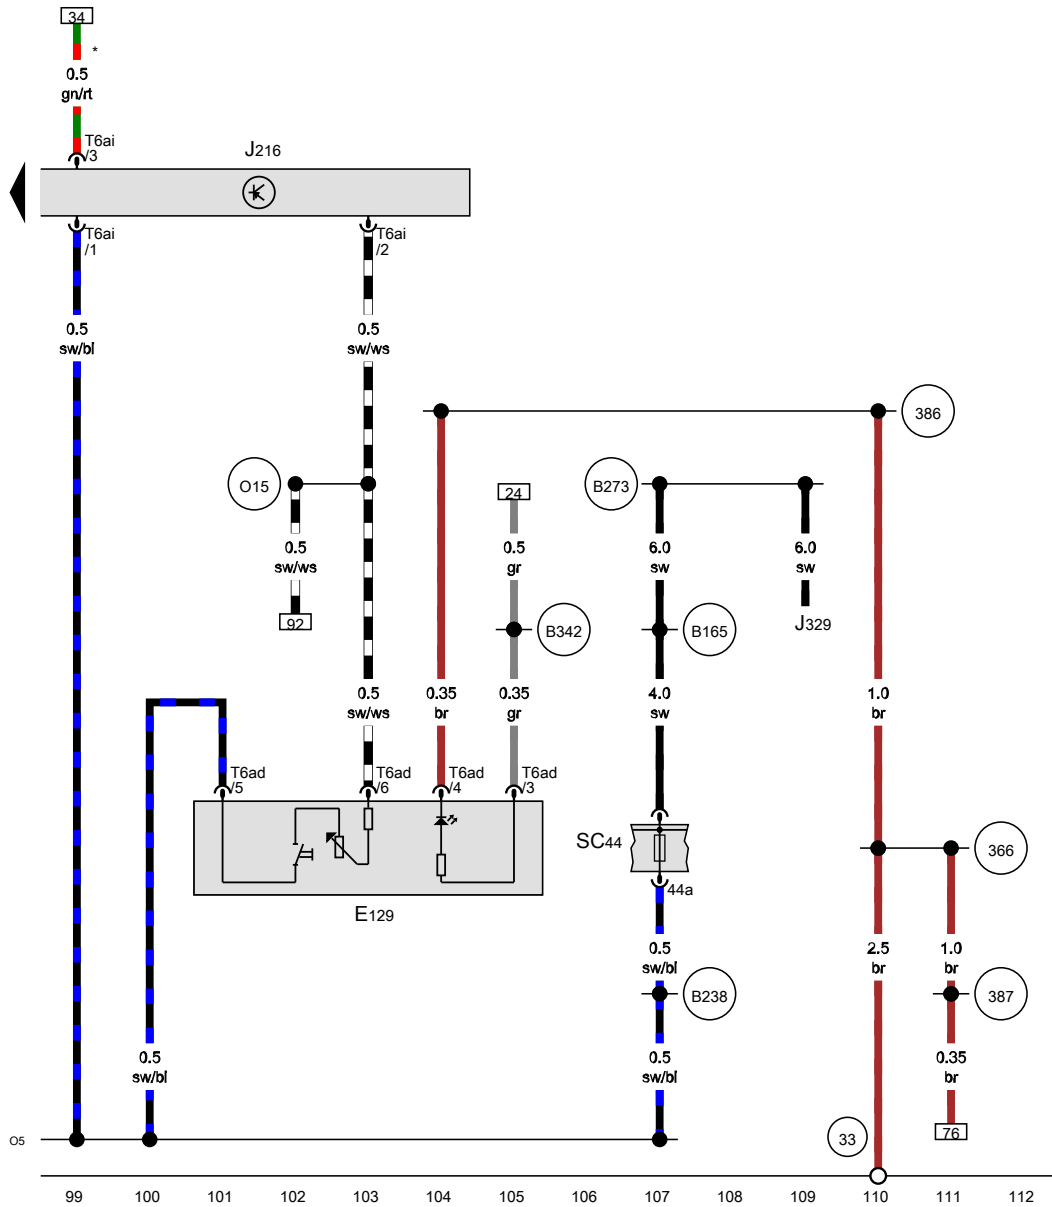 34
*
0.5
gn/rt
T6ai
/3
J216
T6ai
/1
T6ai
/2
0.5
sw/bl
0.5
sw/ws
386
O15
24
B273
0.5
sw/ws
0.5
gr
6.0
sw
6.0
sw
92
B342
B165
J329
0.5
sw/ws
0.35
br
0.35
gr
4.0
sw
1.0
br
T6ad
/5
T6ad
/6
T6ad
/4
T6ad
/3
SC44
366
44a
E129
0.5
sw/bl
2.5
br
1.0
br
B238
387
0.5
sw/bl
0.5
sw/bl
0.35
br
O5
33
76
99 100 101 102 103 104 105 106 107 108 109 110 111 112